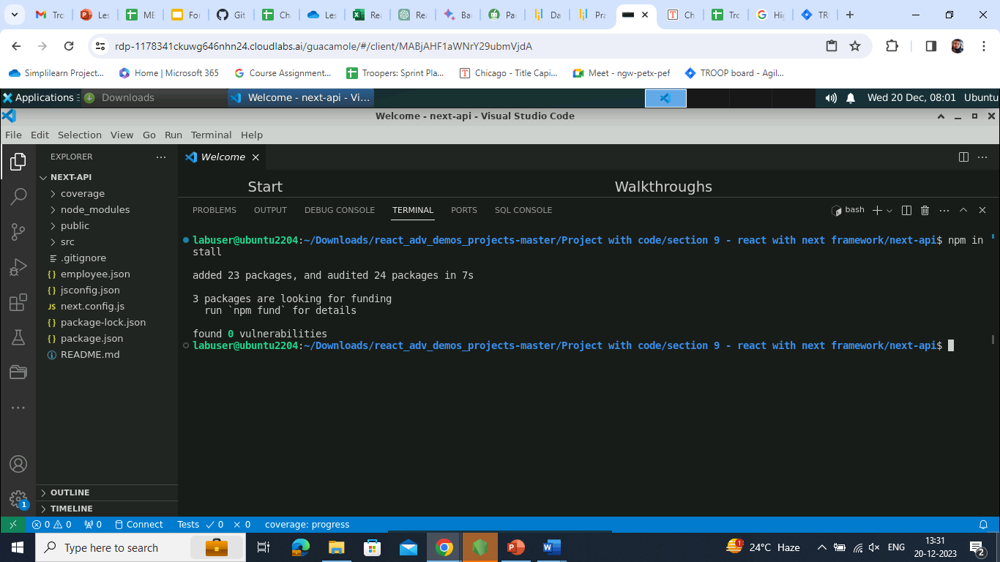 Tro
Les
ME
For
Git
Cha
Les
Rea
Rea
Ba
Pa
Da
Pra
Ch
Tro
Hig
TR
rdp-1178341ckuwg646nhn24.cloudlabs.ai/guacamole/#/client/MABjAHF1aWNrY29ubmVjdA
Simplilearn Project...
Home | Microsoft 365
Course Assignment...
Troopers: Sprint Pla...
Chicago - Title Capi...
Meet - ngw-petx-pef
TROOP board - Agil...
Applications
Downloads
Welcome - next-api - Vi...
Wed 20 Dec, 08:01 Ubuntu
Welcome - next-api - Visual Studio Code
File Edit Selection View Go Run Terminal Help
EXPLORER
Welcome
NEXT-API
coverage
node_modules
public
src
.gitignore
employee.json
jsconfig.json
JS next.config.js
package-lock.json
package.json
README.md
OUTLINE
TIMELINE
1
Start
Walkthroughs
PROBLEMS OUTPUT DEBUG CONSOLE TERMINAL PORTS SQL CONSOLE
bash
labuser@ubuntu2204:~/Downloads/react_adv_demos_projects-master/Project with code/section 9 - react with next framework/next-api$ npm in
stall
added 23 packages, and audited 24 packages in 7s
3 packages are looking for funding
run `npm fund` for details
found 0 vulnerabilities
labuser@ubuntu2204:~/Downloads/react_adv_demos_projects-master/Project with code/section 9 - react with next framework/next-api$
0 0 0 Connect Tests 0 0 coverage: progress
Type here to search
24°C Haze
ENG
13:31
20-12-2023
2